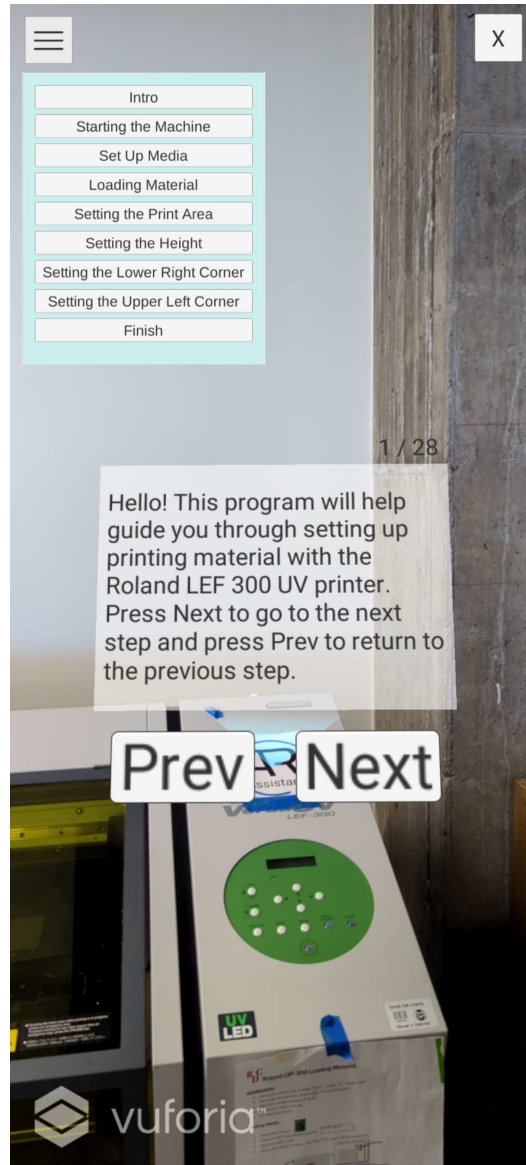 X
Intro
Starting the Machine
Set Up Media
Loading Material
Setting the Print Area
Setting the Height
Setting the Lower Right Corner
Setting the Upper Left Corner
Finish
1 / 28
Hello! This program will help
guide you through setting up
printing material with the
Roland LEF 300 UV printer.
Press Next to go to the next
step and press Prev to return to
the previous step.
Prev
Next
LEF-300
UV
LED
Roland LEF-300 Loading Material
vuforia™